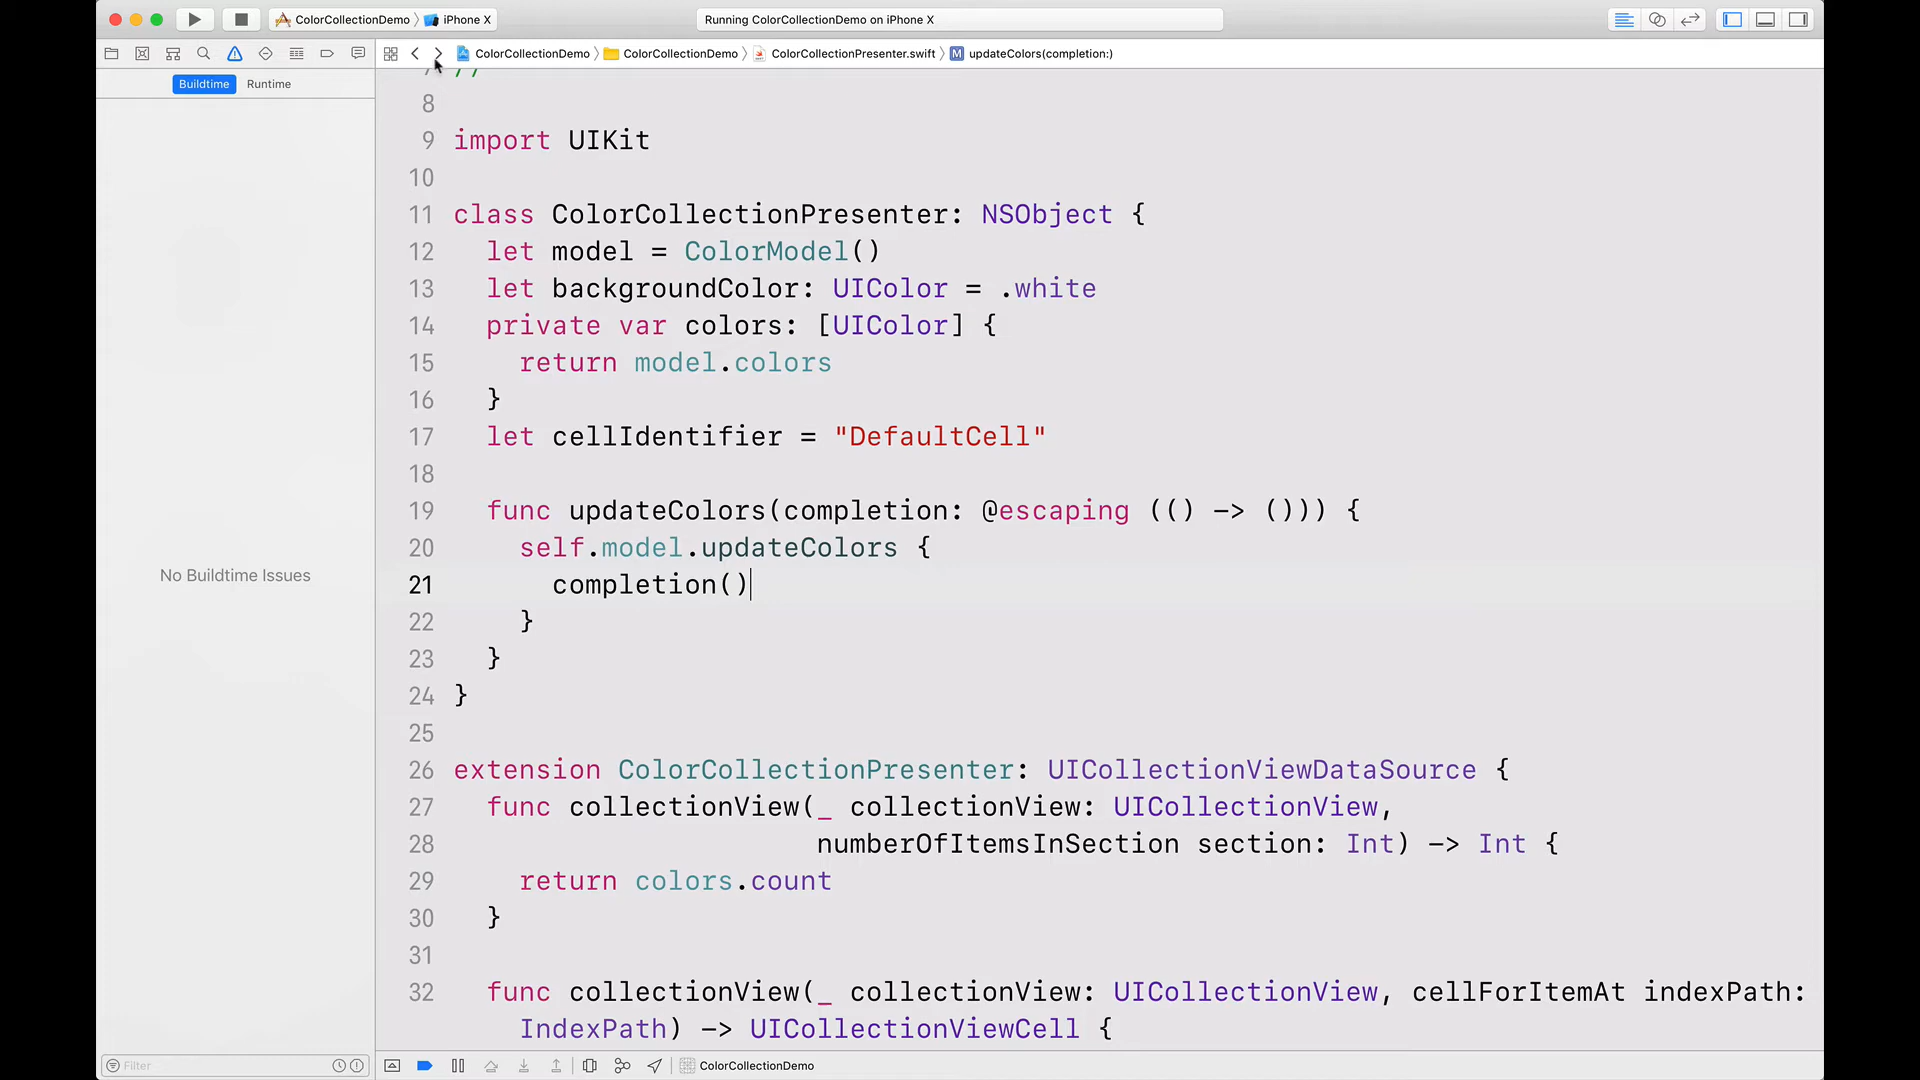 ColorCollectionDemo
iPhone X
Running ColorCollectionDemo on iPhone X
ColorCollectionDemo
ColorCollectionDemo
ColorCollectionPresenter.swift
M
updateColors(completion:)
Buildtime
Runtime
No Buildtime Issues
Filter
7 //
8
9 import UIKit
10
11 class ColorCollectionPresenter: NSObject {
12 let model = ColorModel()
13 let backgroundColor: UIColor = .white
14 private var colors: [UIColor] {
15 return model.colors
16 }
17 let cellIdentifier = "DefaultCell"
18
19 func updateColors(completion: @escaping (() -> ())) {
20 self.model.updateColors {
21 completion()
22 }
23 }
24 }
25
26 extension ColorCollectionPresenter: UICollectionViewDataSource {
27 func collectionView(_ collectionView: UICollectionView,
28 numberOfItemsInSection section: Int) -> Int {
29 return colors.count
30 }
31
32 func collectionView(_ collectionView: UICollectionView, cellForItemAt indexPath:
IndexPath) -> UICollectionViewCell {
ColorCollectionDemo